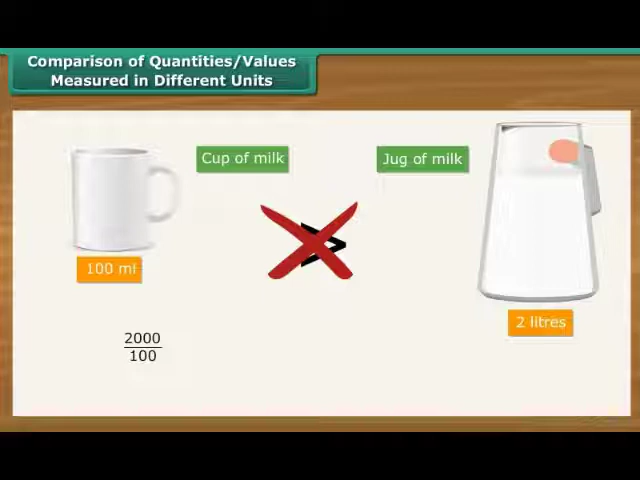 Comparison of Quantities/Values
Measured in Different Units
Cup of milk
Jug of milk
>
100 ml
2 litres
2000
100